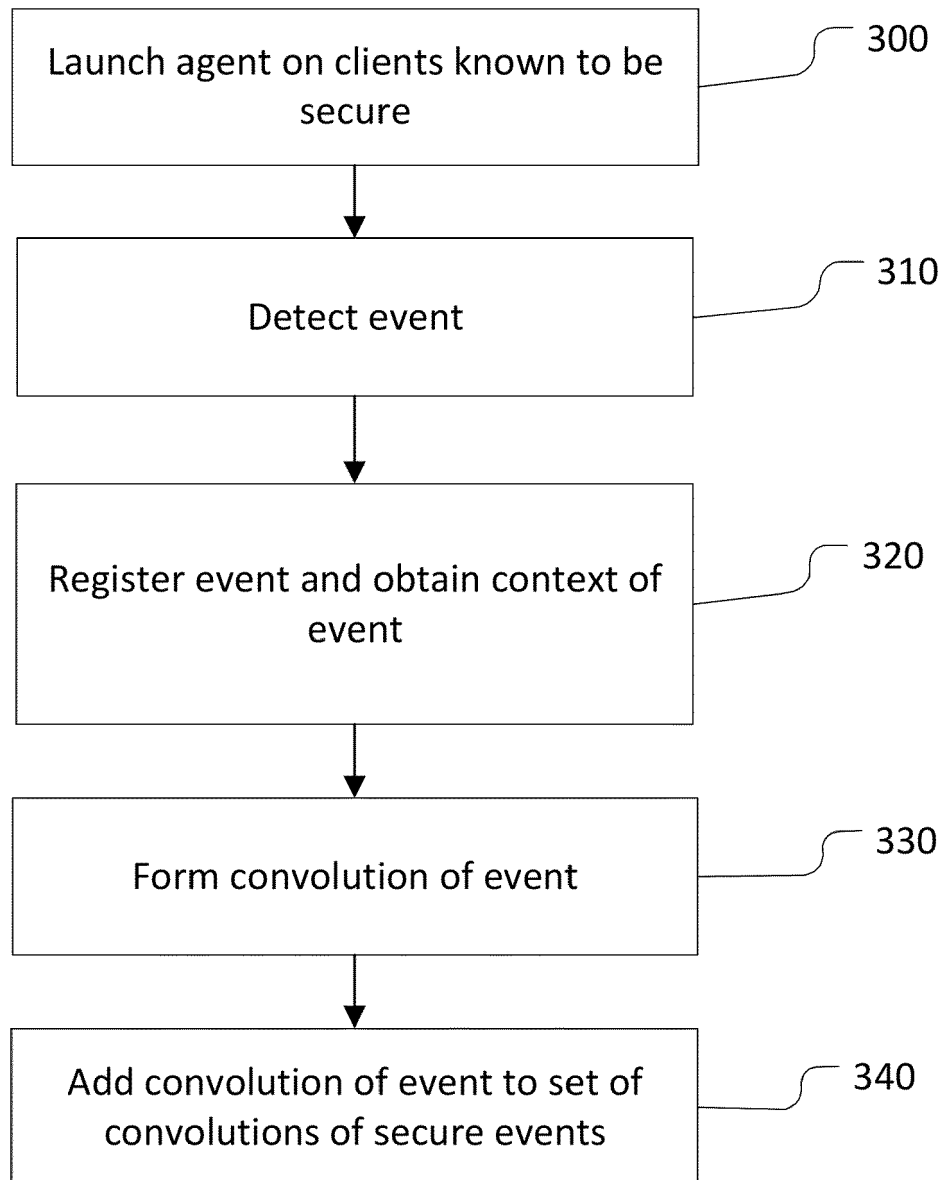 Launch agent on clients known to be
secure
300
Detect event
310
Register event and obtain context of
event
320
Form convolution of event
330
Add convolution of event to set of
convolutions of secure events
340